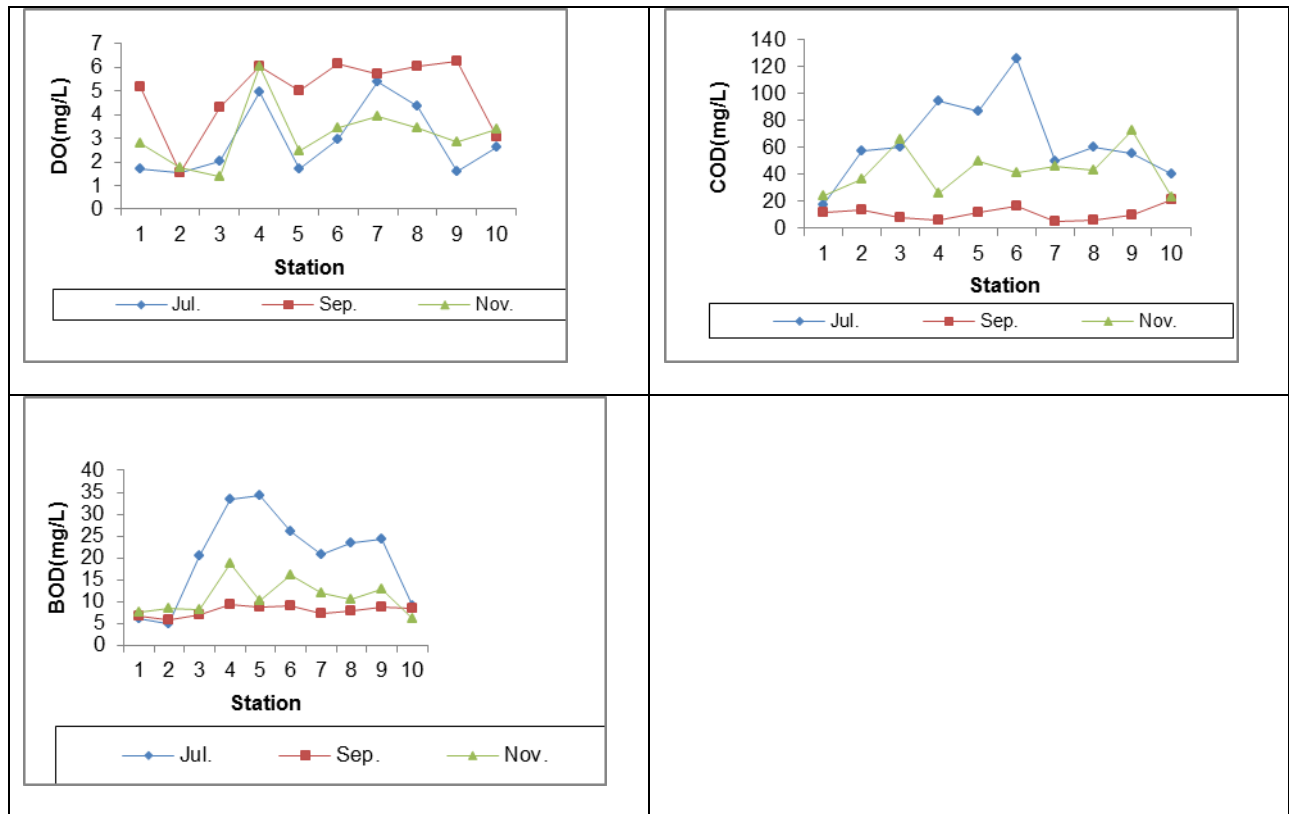 DO(mg/L)
7
6
5
4
3
2
1
0
1 2 3 4 5 6 7 8 9 10
Station
Jul. Sep. Nov.
COD(mg/L)
140
120
100
80
60
40
20
0
1 2 3 4 5 6 7 8 9 10
Station
Jul. Sep. Nov.
BOD(mg/L)
40
35
30
25
20
15
10
5
0
1 2 3 4 5 6 7 8 9 10
Station
Jul. Sep. Nov.